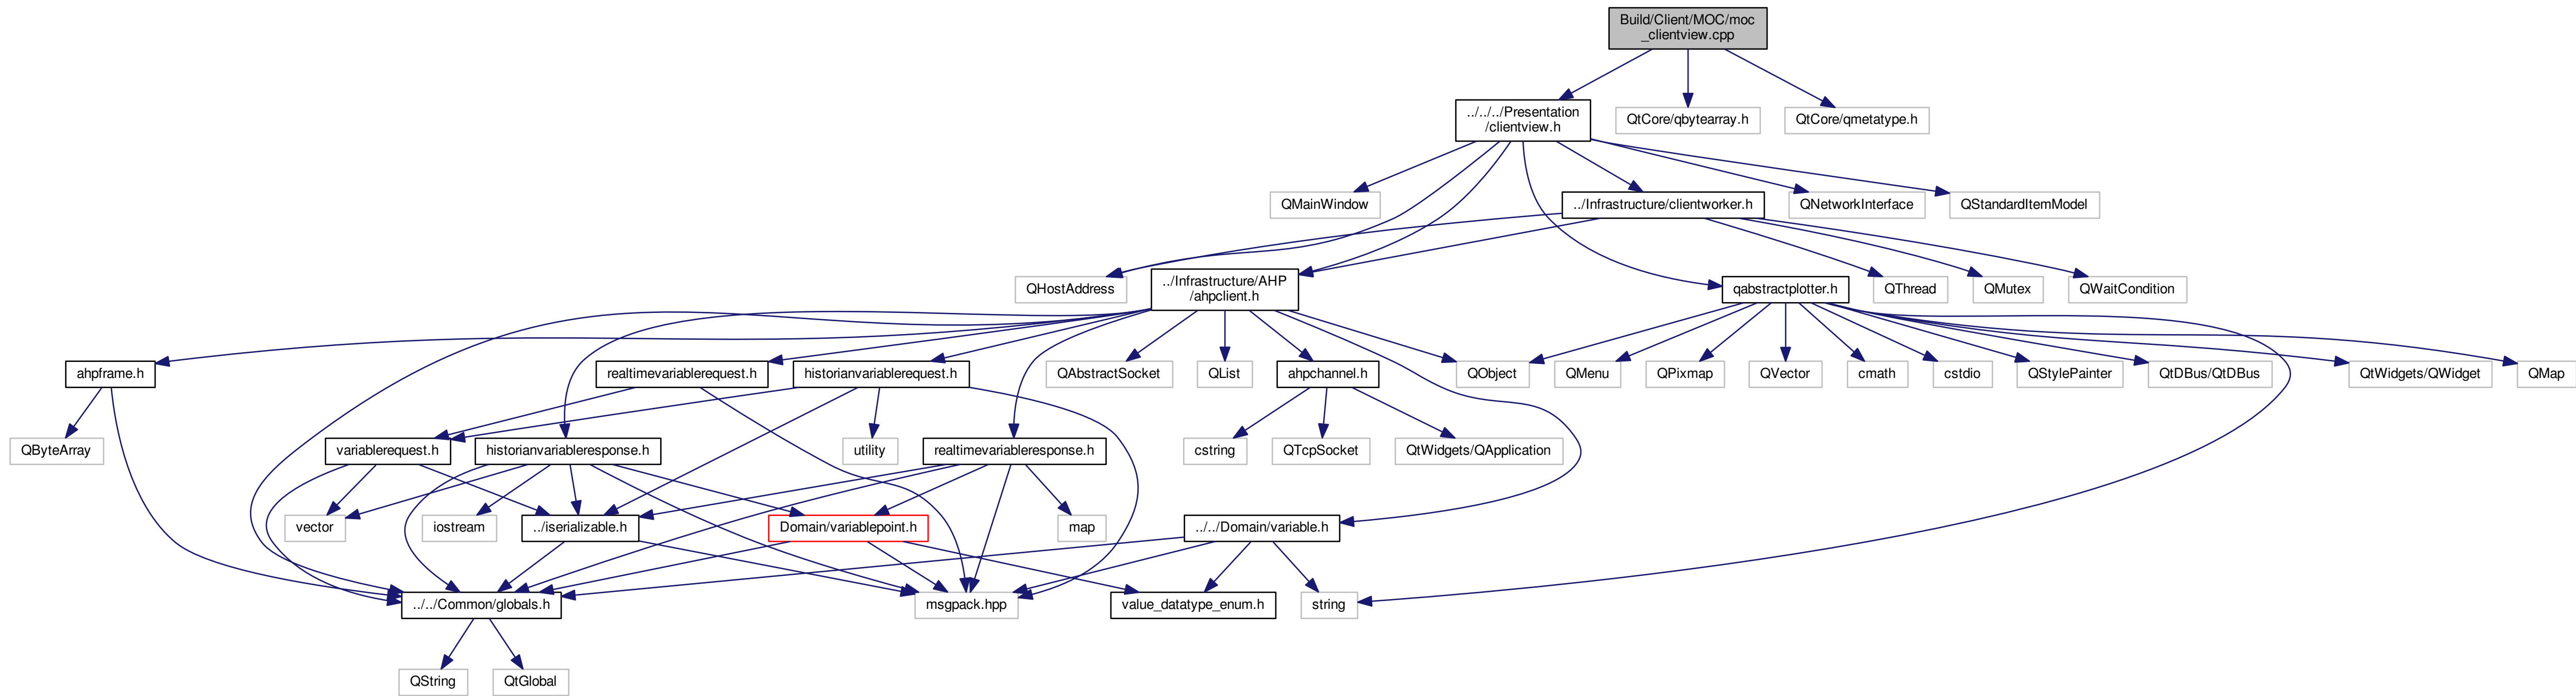 Build/Client/MOC/moc
_clientview.cpp
../../../Presentation
/clientview.h
QtCore/qbytearray.h
QtCore/qmetatype.h
QMainWindow
../Infrastructure/clientworker.h
QNetworkInterface
QStandardItemModel
QHostAddress
../Infrastructure/AHP
/ahpclient.h
qabstractplotter.h
QThread
QMutex
QWaitCondition
ahpframe.h
realtimevariablerequest.h
historianvariablerequest.h
QAbstractSocket
QList
ahpchannel.h
QObject
QMenu
QPixmap
QVector
cmath
cstdio
QStylePainter
QtDBus/QtDBus
QtWidgets/QWidget
QMap
QByteArray
variablerequest.h
historianvariableresponse.h
utility
realtimevariableresponse.h
cstring
QTcpSocket
QtWidgets/QApplication
vector
iostream
../iserializable.h
Domain/variablepoint.h
map
../../Domain/variable.h
../../Common/globals.h
msgpack.hpp
value_datatype_enum.h
string
QString
QtGlobal